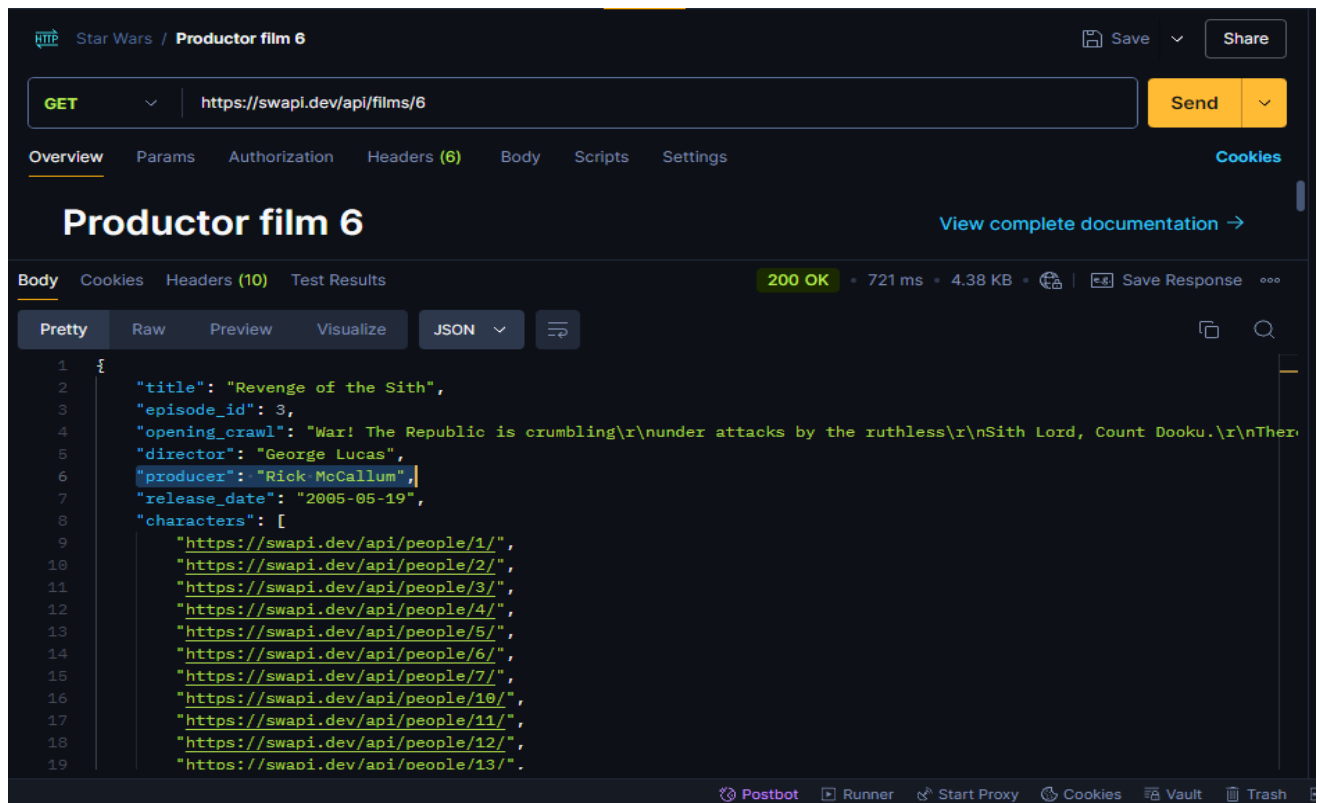 HTTP Star Wars / Productor film 6 Save Share
GET https://swapi.dev/api/films/6 Send
Overview Params Authorization Headers (6) Body Scripts Settings Cookies
Productor film 6 View complete documentation →
Body Cookies Headers (10) Test Results 200 OK • 721 ms • 4.38 KB • e.g. Save Response
Pretty Raw Preview Visualize JSON
1 {
2 "title": "Revenge of the Sith",
3 "episode_id": 3,
4 "opening_crawl": "War! The Republic is crumbling\r\nunder attacks by the ruthless\r\nSith Lord, Count Dooku.\r\nTher
5 "director": "George Lucas",
6 "producer": "Rick McCallum",
7 "release_date": "2005-05-19",
8 "characters": [
9 "https://swapi.dev/api/people/1/",
10 "https://swapi.dev/api/people/2/",
11 "https://swapi.dev/api/people/3/",
12 "https://swapi.dev/api/people/4/",
13 "https://swapi.dev/api/people/5/",
14 "https://swapi.dev/api/people/6/",
15 "https://swapi.dev/api/people/7/",
16 "https://swapi.dev/api/people/10/",
17 "https://swapi.dev/api/people/11/",
18 "https://swapi.dev/api/people/12/",
19 "https://swapi.dev/api/people/13/",
Postbot Runner Start Proxy Cookies Vault Trash